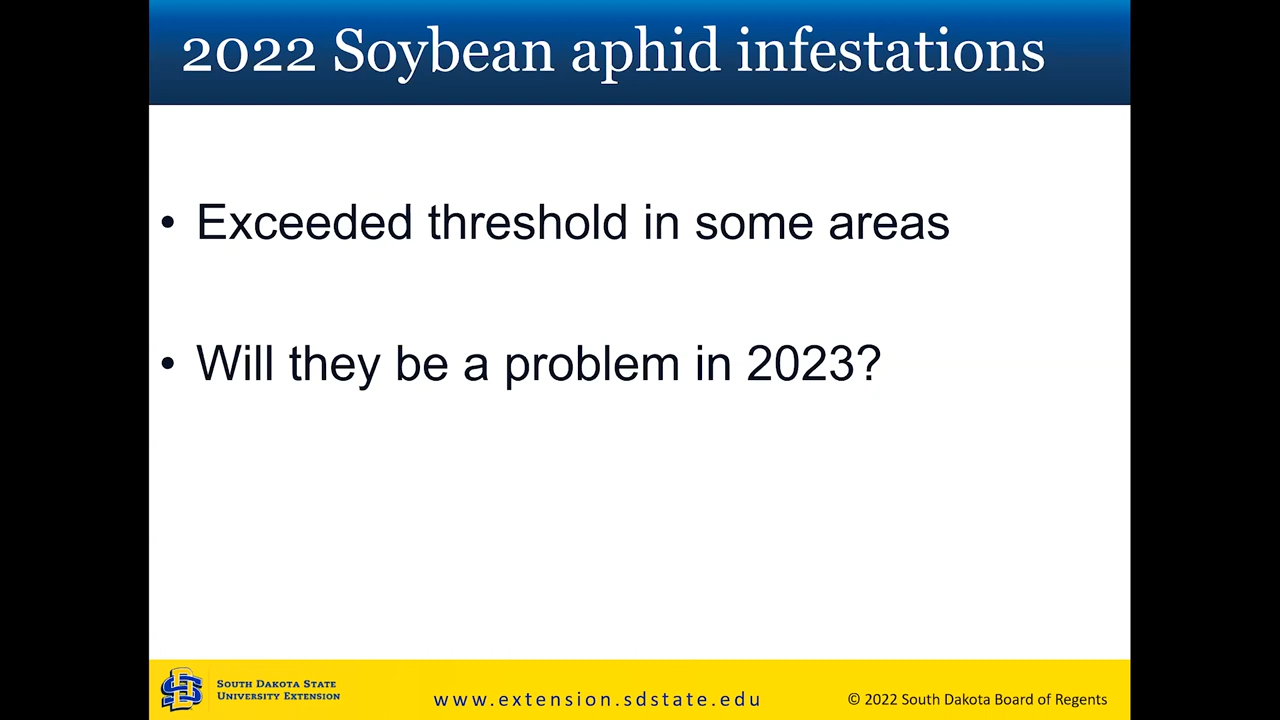 2022 Soybean aphid infestations
• Exceeded threshold in some areas
• Will they be a problem in 2023?
SOUTH DAKOTA STATE
UNIVERSITY EXTENSION
www.extension.sdstate.edu
© 2022 South Dakota Board of Regents